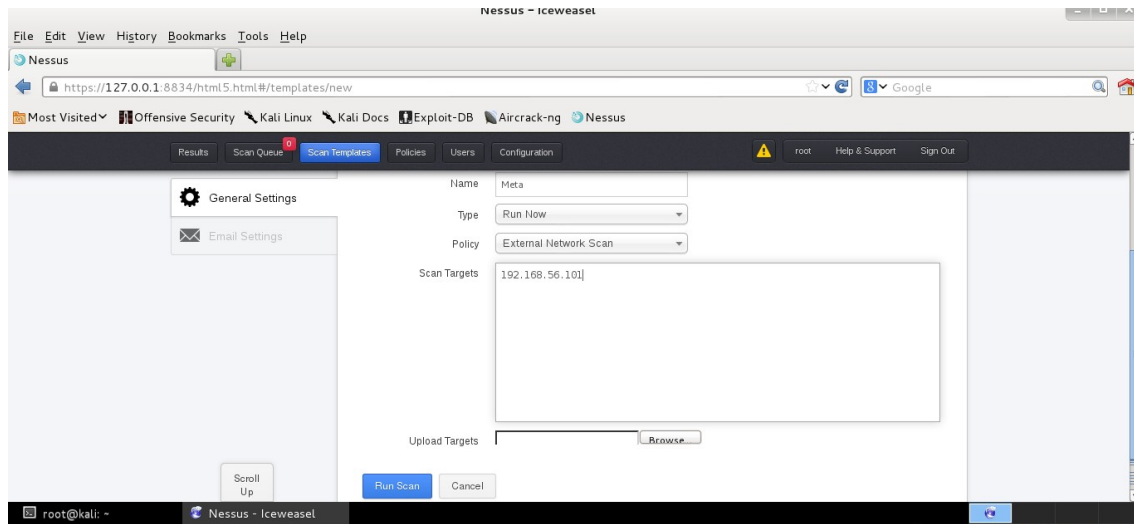 Nessus - Iceweasel
File Edit View History Bookmarks Tools Help
Nessus
https://127.0.0.1:8834/html5.html#/templates/new
Google
Most Visited Offensive Security Kali Linux Kali Docs Exploit-DB Aircrack-ng Nessus
Results Scan Queue 0 Scan Templates Policies Users Configuration root Help & Support Sign Out
General Settings
Email Settings
Name Meta
Type Run Now
Policy External Network Scan
Scan Targets 192.168.56.101
Upload Targets Browse...
Run Scan Cancel
Scroll Up
root@kali: ~ Nessus - Iceweasel